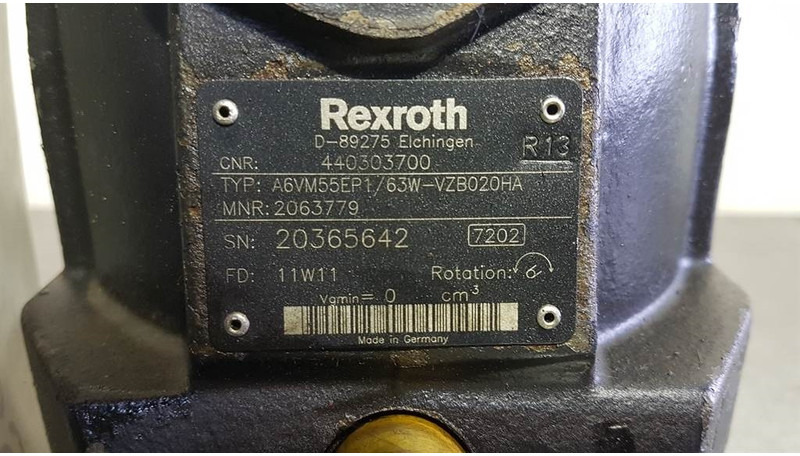 Rexroth
D-89275 Elchingen
R13
CNR: 440303700
TYP: A6VM55EP1/63W-VZB020HA
MNR: 2063779
SN: 20365642 7202
FD: 11W11 Rotation:
Vgmin= 0 cm³
Made in Germany